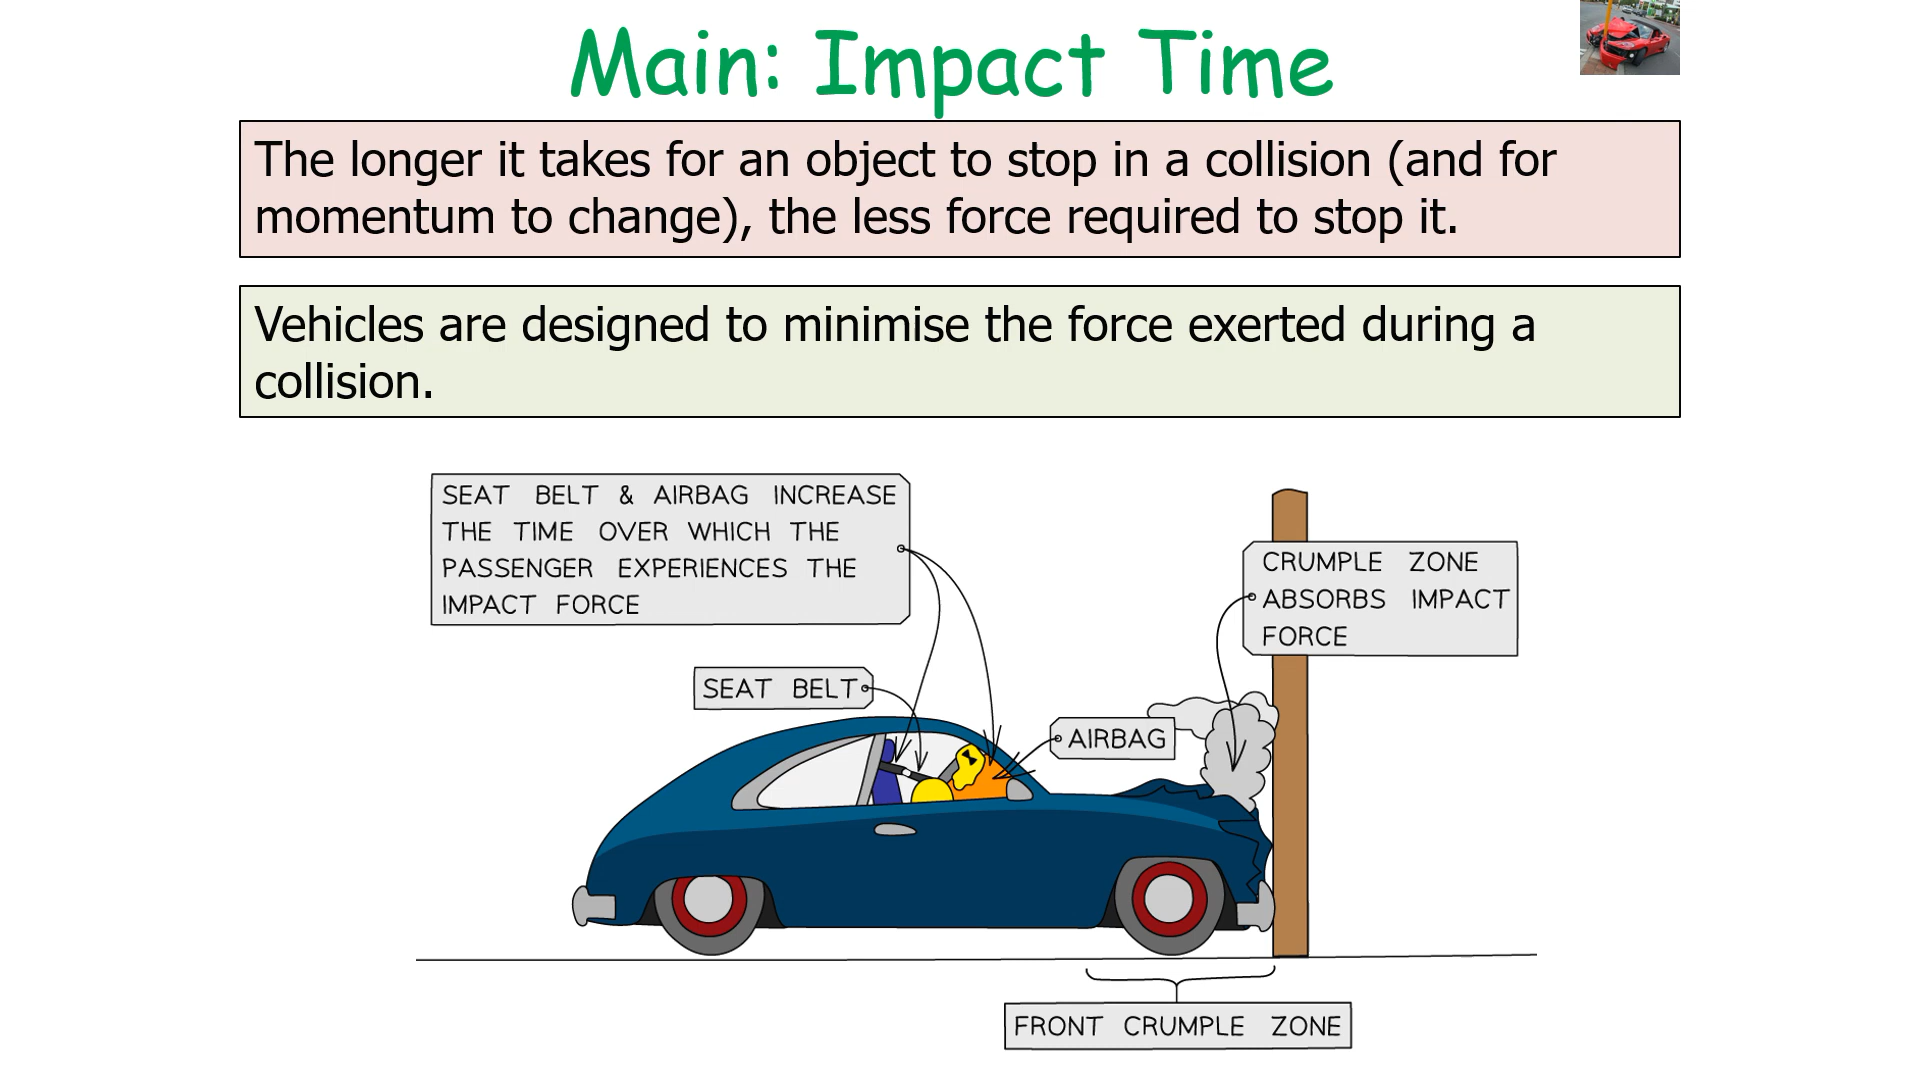 Main: Impact Time
The longer it takes for an object to stop in a collision (and for
momentum to change), the less force required to stop it.
Vehicles are designed to minimise the force exerted during a
collision.
SEAT BELT & AIRBAG INCREASE
THE TIME OVER WHICH THE
PASSENGER EXPERIENCES THE
IMPACT FORCE
CRUMPLE ZONE
ABSORBS IMPACT
FORCE
SEAT BELT
AIRBAG
FRONT CRUMPLE ZONE